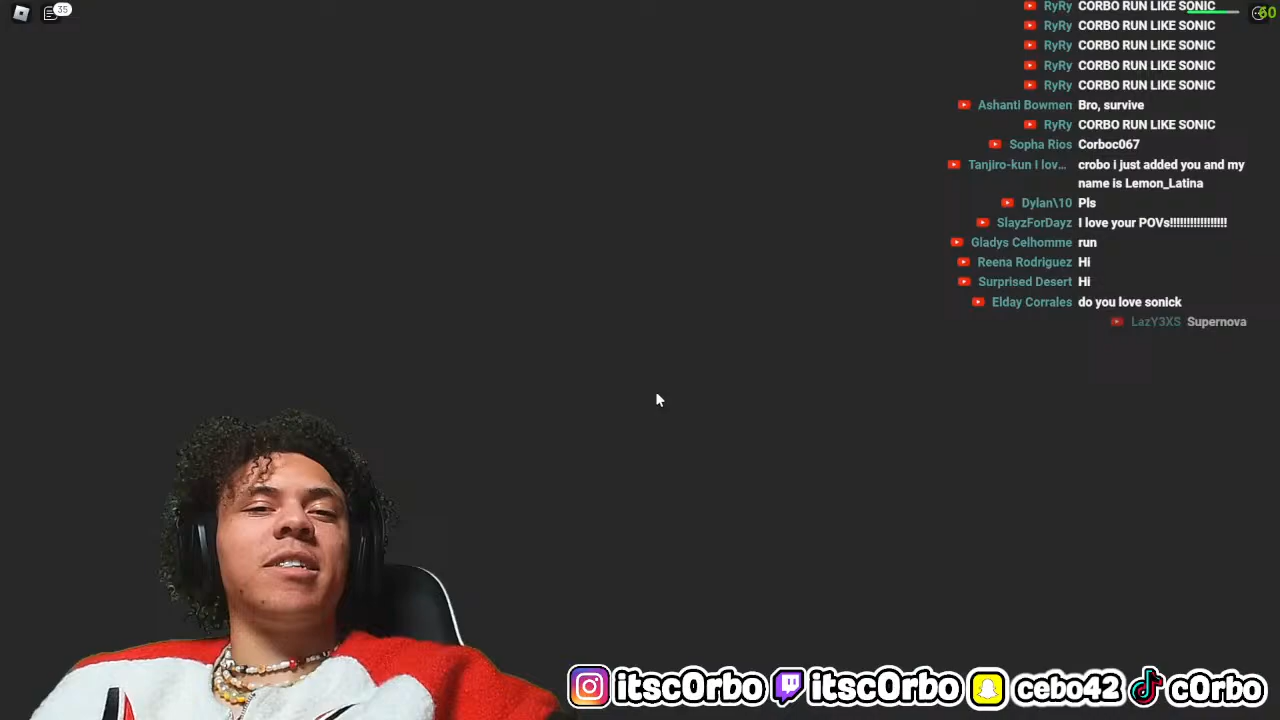 35
60
RyRy CORBO RUN LIKE SONIC
RyRy CORBO RUN LIKE SONIC
RyRy CORBO RUN LIKE SONIC
RyRy CORBO RUN LIKE SONIC
RyRy CORBO RUN LIKE SONIC
Ashanti Bowmen Bro, survive
RyRy CORBO RUN LIKE SONIC
Sopha Rios Corboc067
Tanjiro-kun I lov... crobo i just added you and my
name is Lemon_Latina
Dylan\10 Pls
SlayzForDayz I love your POVs!!!!!!!!!!!!!!!!!
Gladys Celhomme run
Reena Rodriguez Hi
Surprised Desert Hi
Elday Corrales do you love sonick
LazY3XS Supernova
itsc0rbo itsc0rbo cebo42 c0rbo